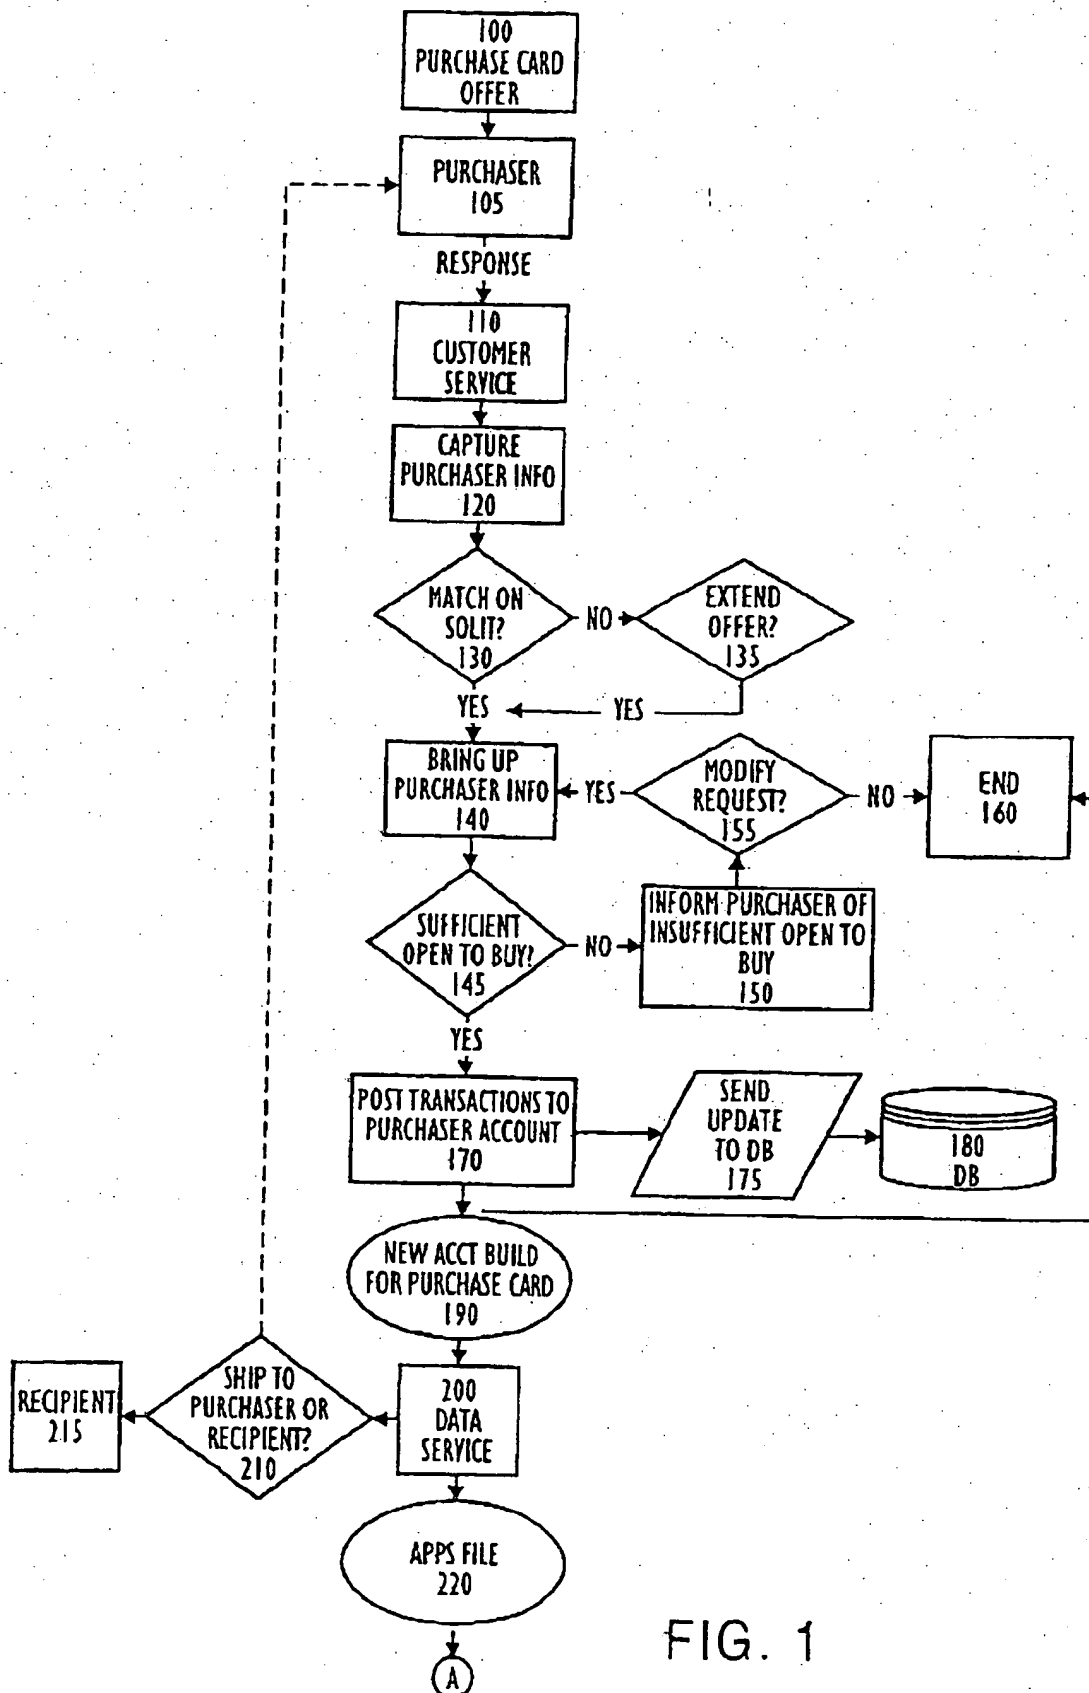 100
PURCHASE CARD
OFFER
PURCHASER
105
RESPONSE
110
CUSTOMER
SERVICE
CAPTURE
PURCHASER INFO
120
MATCH ON
SOLIT?
130
NO
EXTEND
OFFER?
135
YES
YES
BRING UP
PURCHASER INFO
140
YES
MODIFY
REQUEST?
155
NO
END
160
SUFFICIENT
OPEN TO BUY?
145
NO
INFORM PURCHASER OF
INSUFFICIENT OPEN TO
BUY
150
YES
POST TRANSACTIONS TO
PURCHASER ACCOUNT
170
SEND
UPDATE
TO DB
175
180
DB
NEW ACCT BUILD
FOR PURCHASE CARD
190
RECIPIENT
215
SHIP TO
PURCHASER OR
RECIPIENT?
210
200
DATA
SERVICE
APPS FILE
220
A
FIG. 1